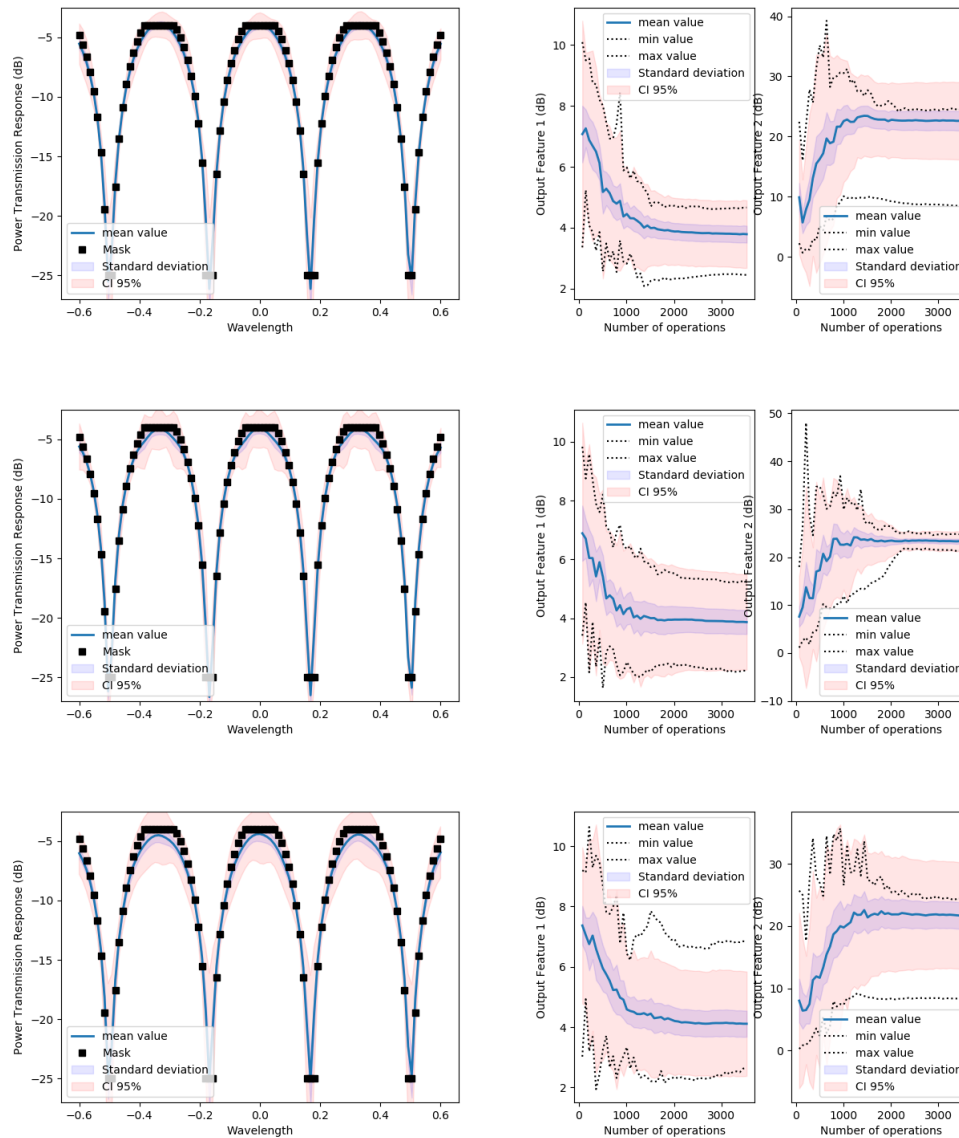 Power Transmission Response (dB)
−5
−10
−15
−20
−25
mean value
Mask
Standard deviation
CI 95%
−0.6 −0.4 −0.2 0.0 0.2 0.4 0.6
Wavelength
Output Feature 1 (dB)
10
8
6
4
2
mean value
min value
max value
Standard deviation
CI 95%
0 1000 2000 3000
Number of operations
Output Feature 2 (dB)
40
30
20
10
0
mean value
min value
max value
Standard deviation
CI 95%
0 1000 2000 3000
Number of operations
Power Transmission Response (dB)
−5
−10
−15
−20
−25
mean value
Mask
Standard deviation
CI 95%
−0.6 −0.4 −0.2 0.0 0.2 0.4 0.6
Wavelength
Output Feature 1 (dB)
10
8
6
4
2
mean value
min value
max value
Standard deviation
CI 95%
0 1000 2000 3000
Number of operations
Output Feature 2 (dB)
50
40
30
20
10
0
−10
mean value
min value
max value
Standard deviation
CI 95%
0 1000 2000 3000
Number of operations
Power Transmission Response (dB)
−5
−10
−15
−20
−25
mean value
Mask
Standard deviation
CI 95%
−0.6 −0.4 −0.2 0.0 0.2 0.4 0.6
Wavelength
Output Feature 1 (dB)
10
8
6
4
2
mean value
min value
max value
Standard deviation
CI 95%
0 1000 2000 3000
Number of operations
Output Feature 2 (dB)
30
20
10
0
mean value
min value
max value
Standard deviation
CI 95%
0 1000 2000 3000
Number of operations